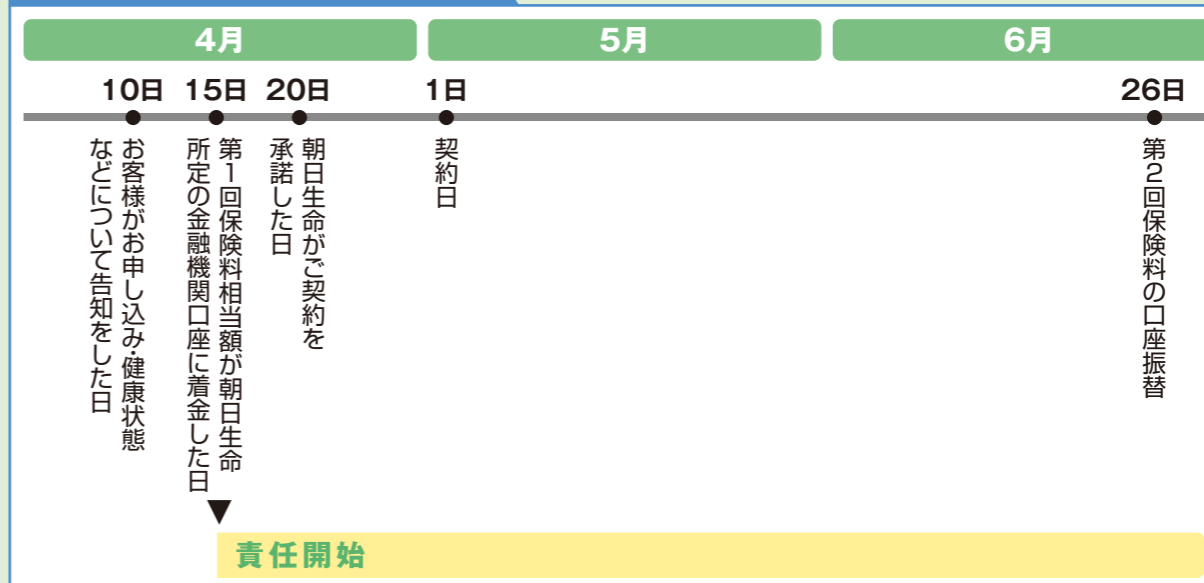 4月
5月
6月
10日
15日
20日
1日
26日
お客様がお申し込み・健康状態
などについて告知をした日
第1回保険料相当額が朝日生命
所定の金融機関口座に着金した日
朝日生命がご契約を
承諾した日
契約日
第2回保険料の口座振替
責任開始